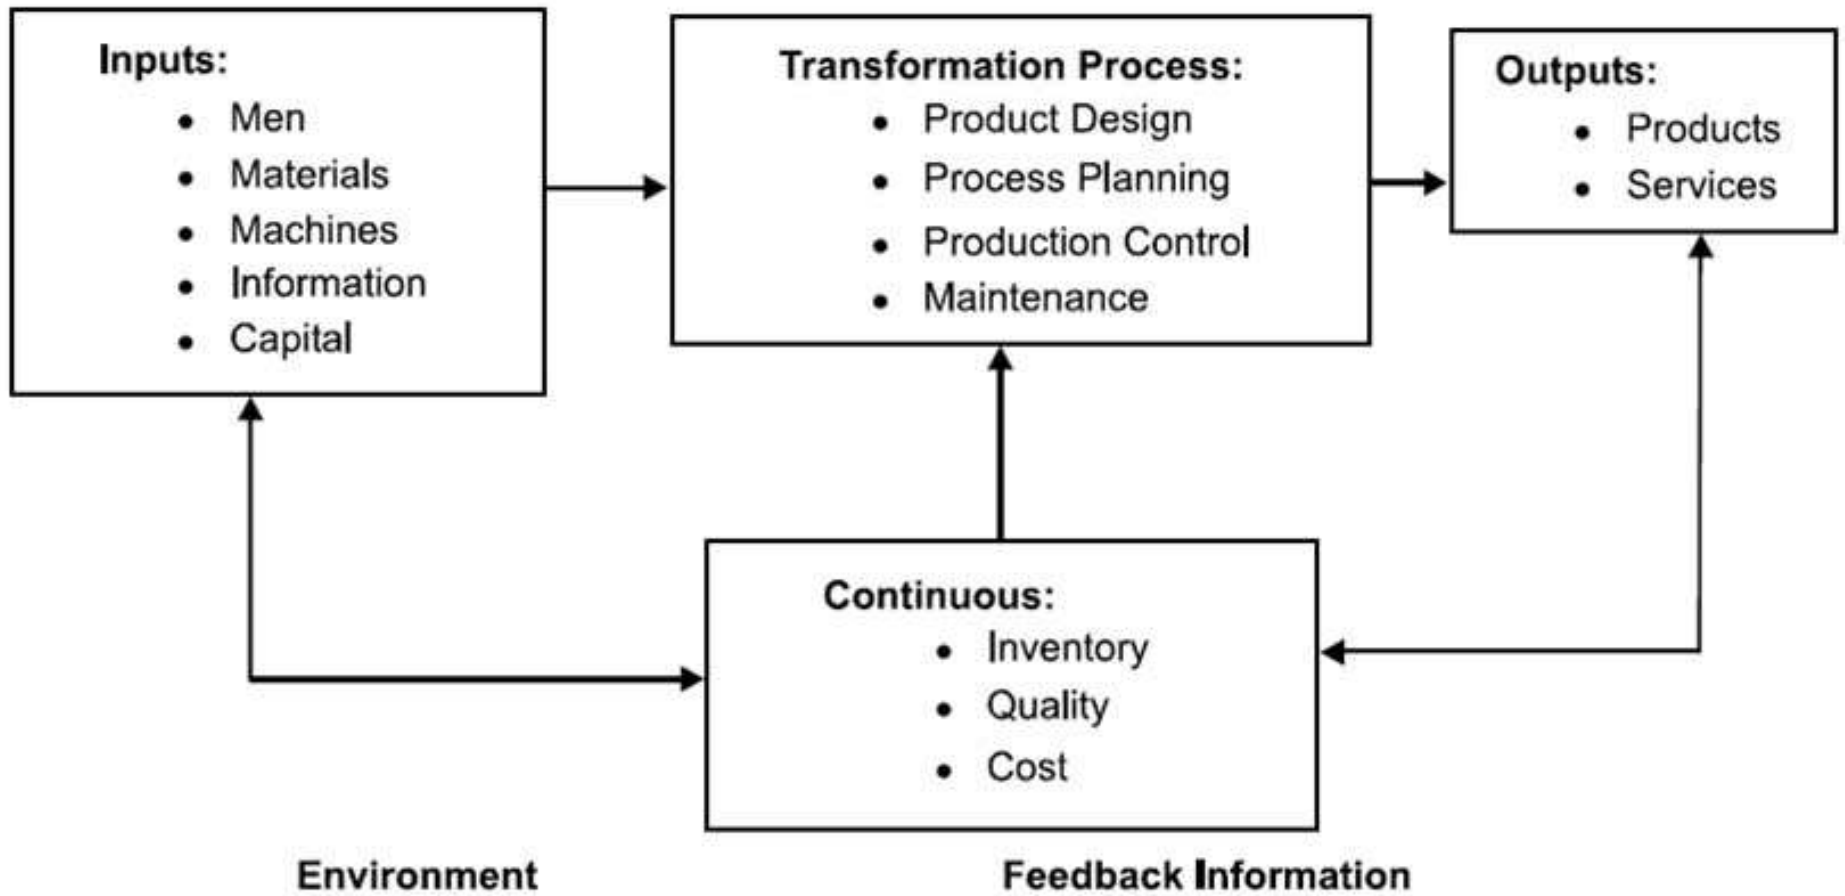 Inputs:
• Men
• Materials
• Machines
• Information
• Capital
Transformation Process:
• Product Design
• Process Planning
• Production Control
• Maintenance
Outputs:
• Products
• Services
Continuous:
• Inventory
• Quality
• Cost
Environment
Feedback Information